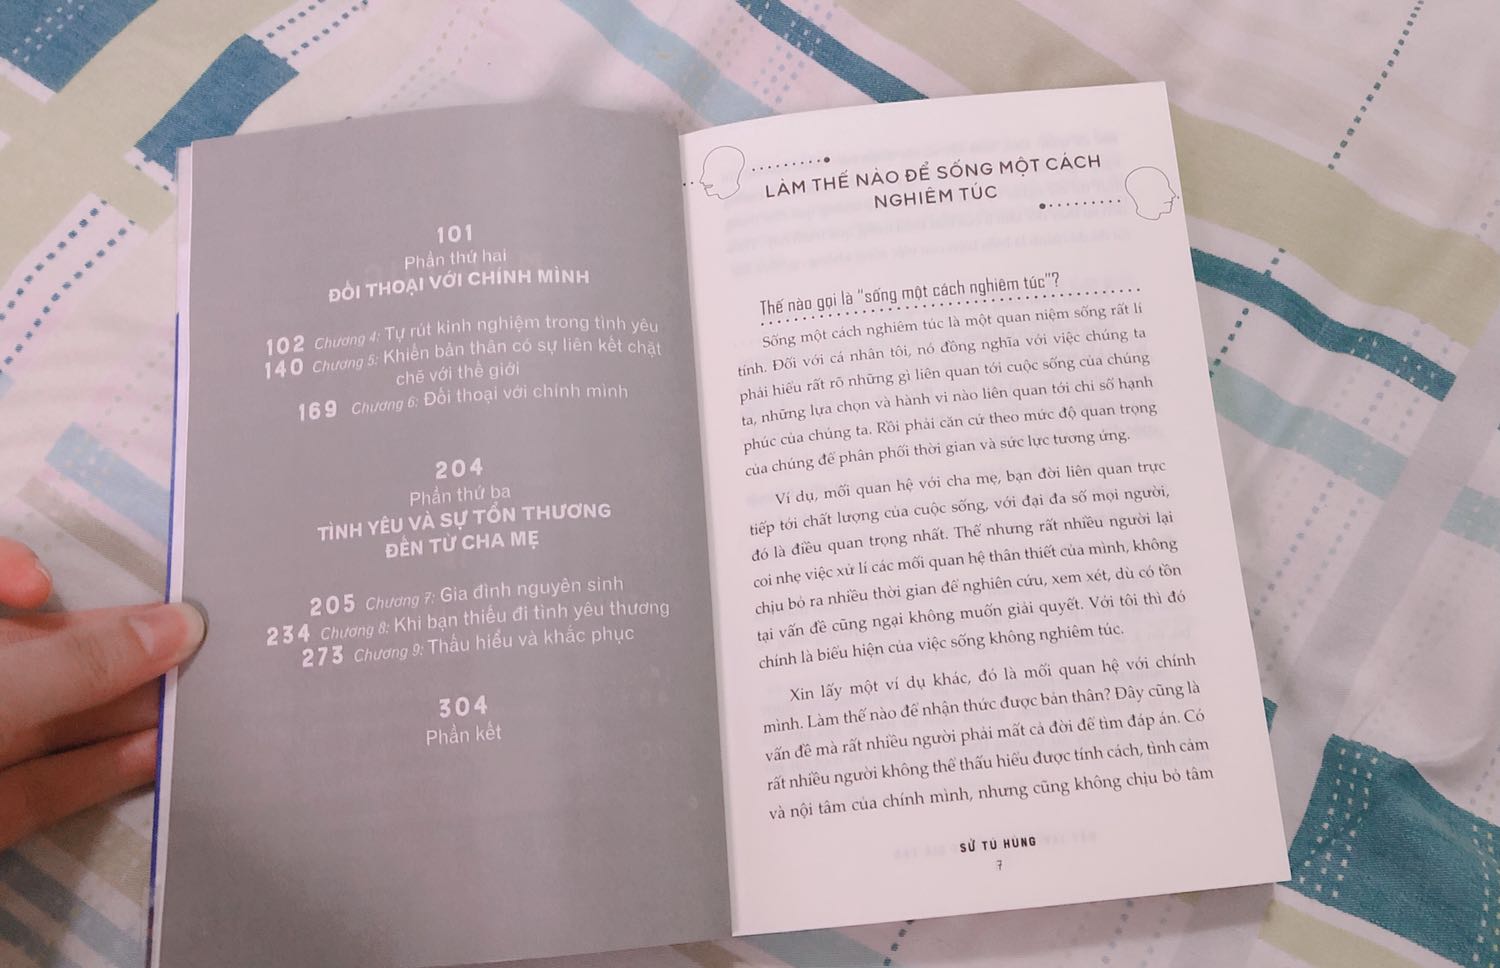 101
Phần thứ hai
ĐỐI THOẠI VỚI CHÍNH MÌNH
102 Chương 4: Tự rút kinh nghiệm trong tình yêu
140 Chương 5: Khiến bản thân có sự liên kết chặt
chẽ với thế giới
169 Chương 6: Đối thoại với chính mình
204
Phần thứ ba
TÌNH YÊU VÀ SỰ TỔN THƯƠNG
ĐẾN TỪ CHA MẸ
205 Chương 7: Gia đình nguyên sinh
234 Chương 8: Khi bạn thiếu đi tình yêu thương
273 Chương 9: Thấu hiểu và khắc phục
304
Phần kết
LÀM THẾ NÀO ĐỂ SỐNG MỘT CÁCH
NGHIÊM TÚC
Thế nào gọi là "sống một cách nghiêm túc"?
Sống một cách nghiêm túc là một quan niệm sống rất lí
tính. Đối với cá nhân tôi, nó đồng nghĩa với việc chúng ta
phải hiểu rất rõ những gì liên quan tới cuộc sống của chúng
ta, những lựa chọn và hành vi nào liên quan tới chỉ số hạnh
phúc của chúng ta. Rồi phải căn cứ theo mức độ quan trọng
của chúng để phân phối thời gian và sức lực tương ứng.
Ví dụ, mối quan hệ với cha mẹ, bạn đời liên quan trực
tiếp tới chất lượng của cuộc sống, với đại đa số mọi người,
đó là điều quan trọng nhất. Thế nhưng rất nhiều người lại
coi nhẹ việc xử lí các mối quan hệ thân thiết của mình, không
chịu bỏ ra nhiều thời gian để nghiên cứu, xem xét, dù có tồn
tại vấn đề cũng ngại không muốn giải quyết. Với tôi thì đó
chính là biểu hiện của việc sống không nghiêm túc.
Xin lấy một ví dụ khác, đó là mối quan hệ với chính
mình. Làm thế nào để nhận thức được bản thân? Đây cũng là
vấn đề mà rất nhiều người phải mất cả đời để tìm đáp án. Có
rất nhiều người không thể thấu hiểu được tính cách, tình cảm
và nội tâm của chính mình, nhưng cũng không chịu bỏ tâm
SỬ TÚ HÙNG
7